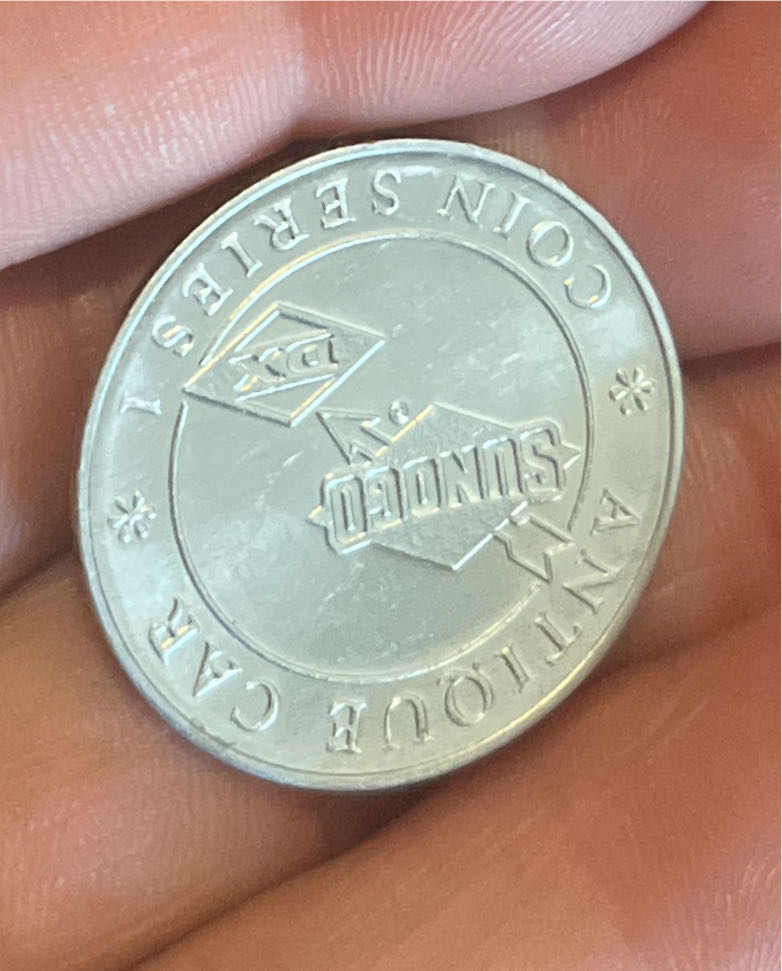 ANTIQUE CAR
SUNOCO
DX
COIN SERIES 1